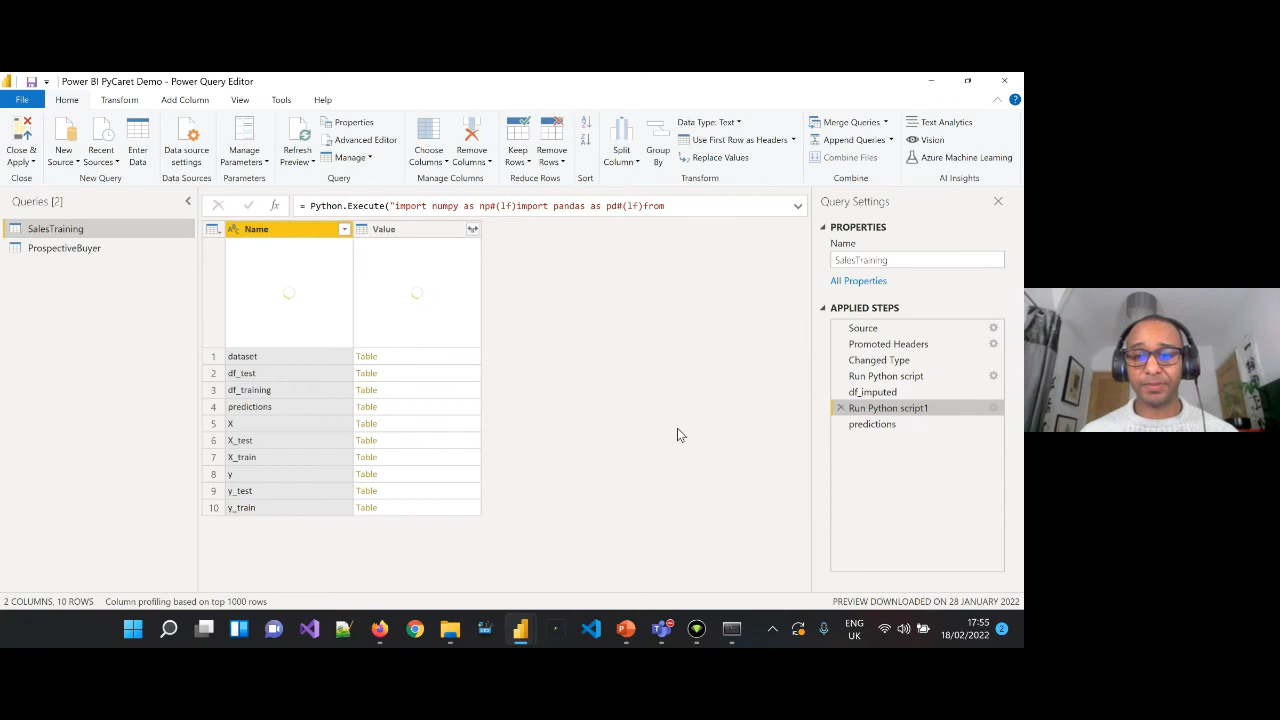 Power BI PyCaret Demo - Power Query Editor
File Home Transform Add Column View Tools Help
Close & Apply
New Source
Recent Sources
Enter Data
Data source settings
Manage Parameters
Refresh Preview
Properties
Advanced Editor
Manage
Choose Columns
Remove Columns
Keep Rows
Remove Rows
Split Column
Group By
Data Type: Text
Use First Row as Headers
Replace Values
Merge Queries
Append Queries
Combine Files
Text Analytics
Vision
Azure Machine Learning
Close New Query Data Sources Parameters Query Manage Columns Reduce Rows Sort Transform Combine AI Insights
Queries [2]
SalesTraining
ProspectiveBuyer
fx = Python.Execute("import numpy as np#(lf)import pandas as pd#(lf)from
Name Value
1 dataset Table
2 df_test Table
3 df_training Table
4 predictions Table
5 X Table
6 X_test Table
7 X_train Table
8 y Table
9 y_test Table
10 y_train Table
Query Settings
PROPERTIES
Name
SalesTraining
All Properties
APPLIED STEPS
Source
Promoted Headers
Changed Type
Run Python script
df_imputed
Run Python script1
predictions
2 COLUMNS, 10 ROWS Column profiling based on top 1000 rows
PREVIEW DOWNLOADED ON 28 JANUARY 2022
ENG
UK
17:55
18/02/2022
2